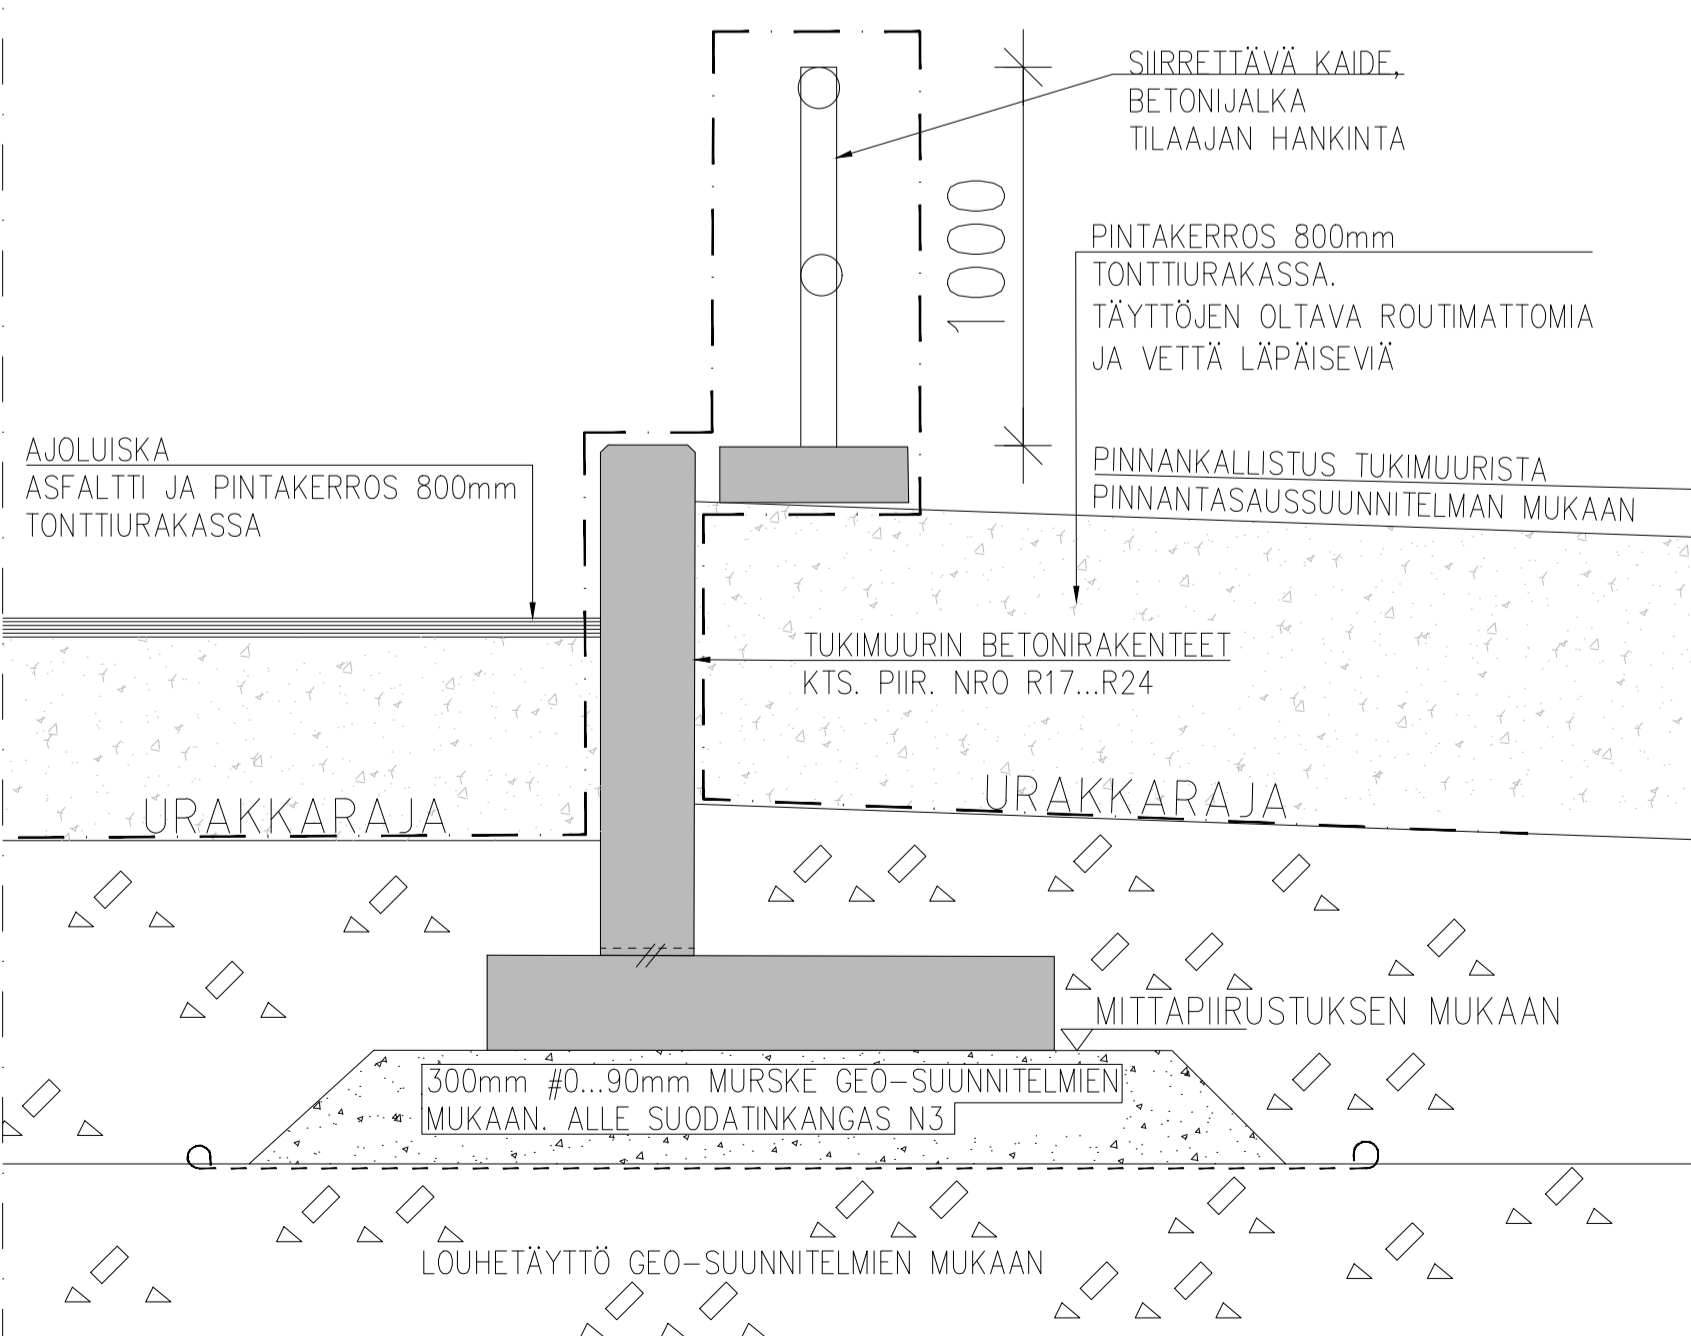 SIIRRETTÄVÄ KAIDE,
BETONIJALKA
TILAAJAN HANKINTA
1000
PINTAKERROS 800mm
TONTTIURAKASSA.
TÄYTTÖJEN OLTAVA ROUTIMATTOMIA
JA VETTÄ LÄPÄISEVIÄ
AJOLUISKA
ASFALTTI JA PINTAKERROS 800mm
TONTTIURAKASSA
PINNANKALLISTUS TUKIMUURISTA
PINNANTASAUSSUUNNITELMAN MUKAAN
TUKIMUURIN BETONIRAKENTEET
KTS. PIIR. NRO R17...R24
URAKKARAJA
URAKKARAJA
MITTAPIIRUSTUKSEN MUKAAN
300mm #0...90mm MURSKE GEO-SUUNNITELMIEN
MUKAAN. ALLE SUODATINKANGAS N3
LOUHETÄYTTÖ GEO-SUUNNITELMIEN MUKAAN